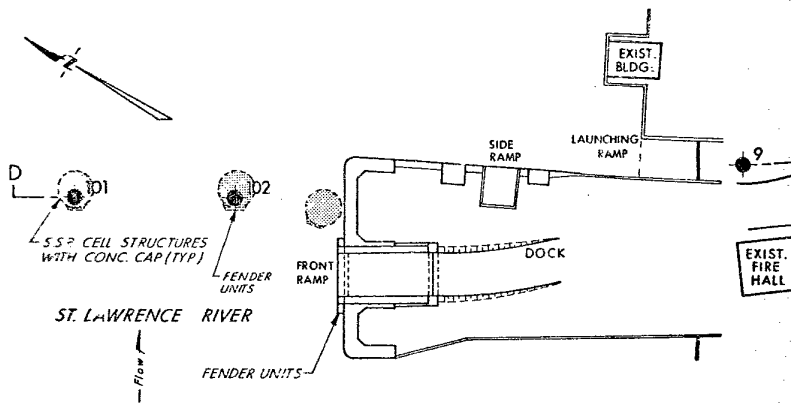 EXIST.
BLDG.
N
SIDE
RAMP
LAUNCHING
RAMP
9
D
01
02
S.S.P. CELL STRUCTURES
WITH CONC. CAP (TYP)
FENDER
UNITS
FRONT
RAMP
DOCK
EXIST.
FIRE
HALL
ST. LAWRENCE RIVER
Flow
FENDER UNITS